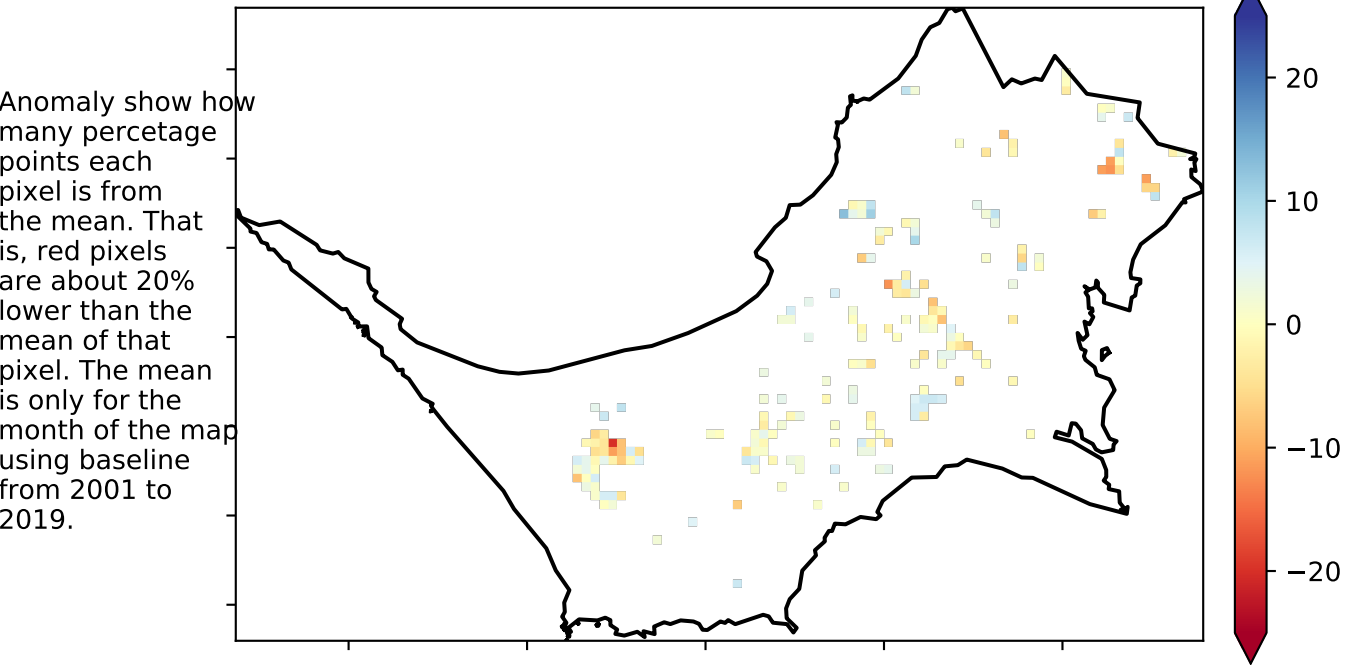 Anomaly show how
many percetage
points each
pixel is from
the mean. That
is, red pixels
are about 20%
lower than the
mean of that
pixel. The mean
is only for the
month of the map
using baseline
from 2001 to
2019.
20
10
0
−10
−20